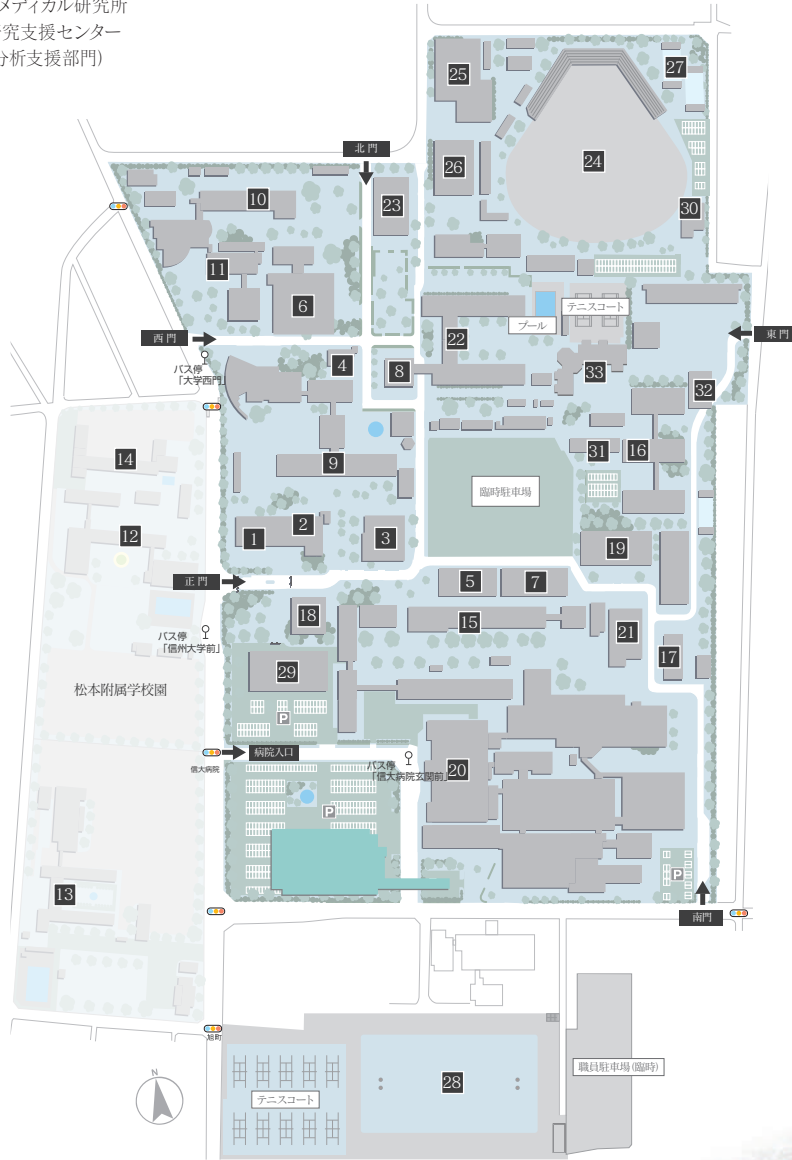 メディカル研究所
究支援センター
分析支援部門)
27
25
北門
24
26
10
23
30
11
6
テニスコート
プール
西門
東門
22
バス停
「大学西門」
4
8
33
32
14
9
31
16
臨時駐車場
12
1
2
3
19
正門
5
7
18
15
21
バス停
「信州大学前」
17
29
松本附属学校園
P
病院入口
信大病院
バス停
「信大病院玄関前」
20
P
13
P
南門
旭町
N
職員駐車場(臨時)
28
テニスコート